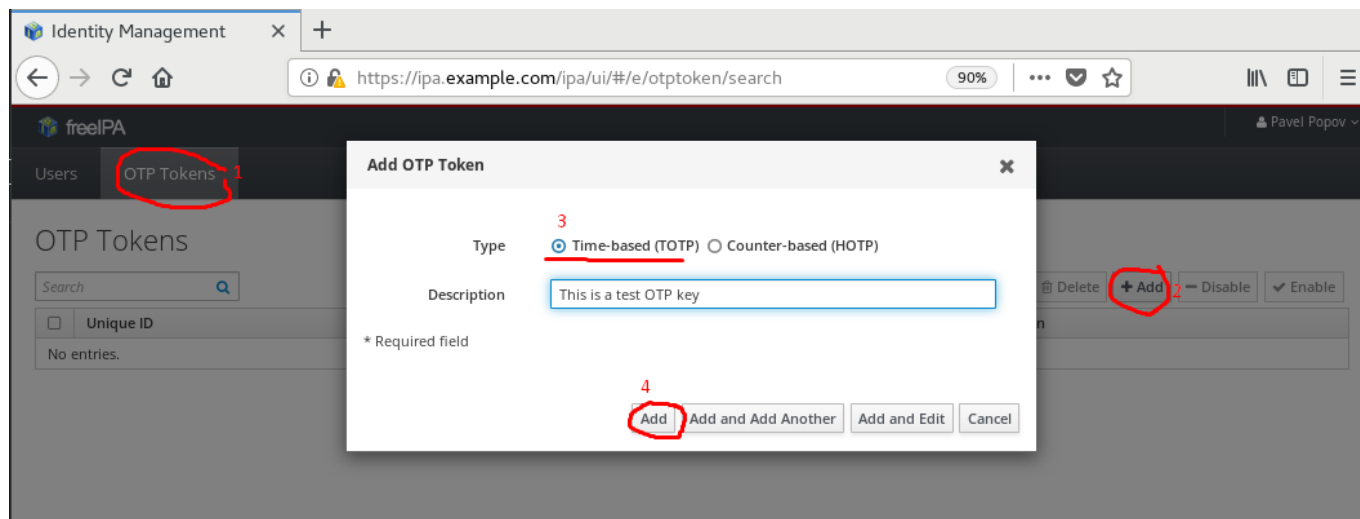 Identity Management
https://ipa.example.com/ipa/ui/#/e/otptoken/search 90%
freeIPA Pavel Popov
Users OTP Tokens 1
Add OTP Token
OTP Tokens
3
Type Time-based (TOTP) Counter-based (HOTP)
Search Delete + Add 2 Disable Enable
Description This is a test OTP key
Unique ID n
* Required field
No entries.
4
Add Add and Add Another Add and Edit Cancel